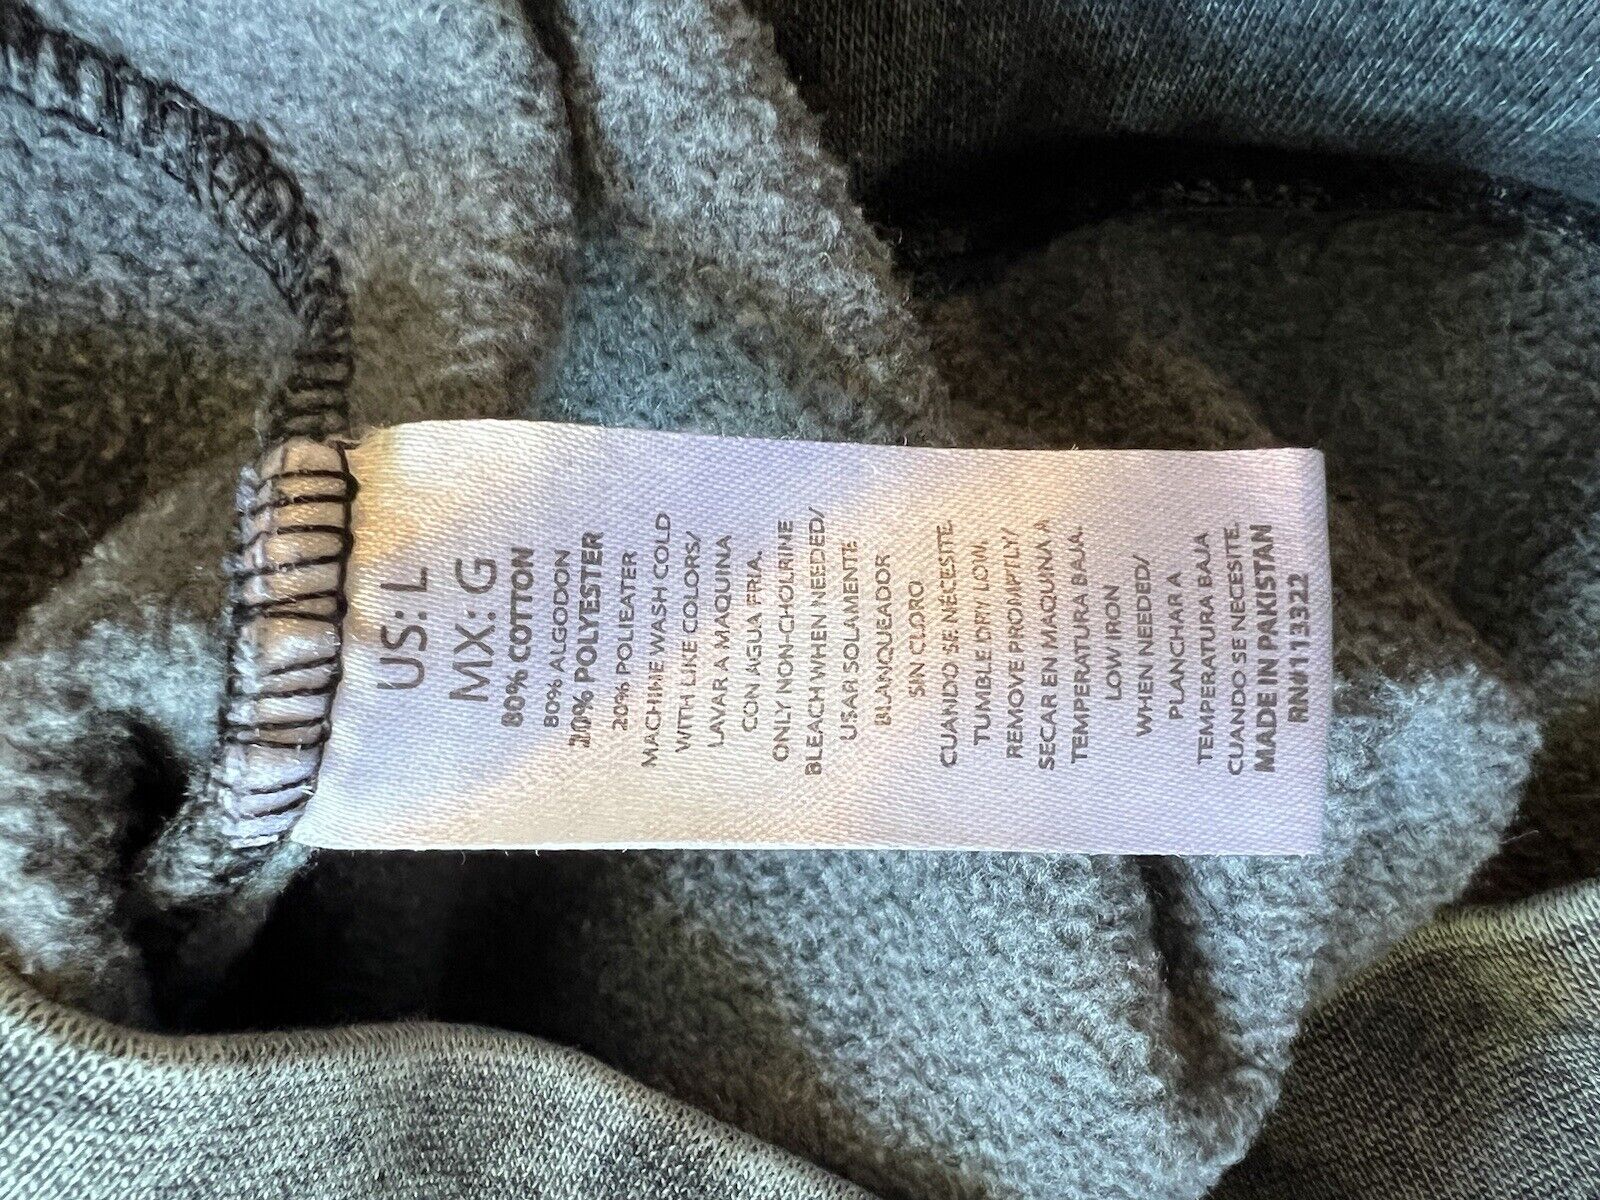 US: L
MX: G
80% COTTON
80% ALGODON
20% POLYESTER
20% POLIEATER
MACHINE WASH COLD
WITH LIKE COLORS/
LAVAR A MAQUINA
CON AGUA FRIA.
ONLY NON-CHOLRINE
BLEACH WHEN NEEDED/
USAR SOLAMENTE
BLANQUEADOR
SIN CLORO
CUANDO SE NECESITE.
TUMBLE DRY LOW.
REMOVE PROMPTLY/
SECAR EN MAQUINA A
TEMPERATURA BAJA.
LOW IRON
WHEN NEEDED/
PLANCHAR A
TEMPERATURA BAJA
CUANDO SE NECESITE.
MADE IN PAKISTAN
RN#113322